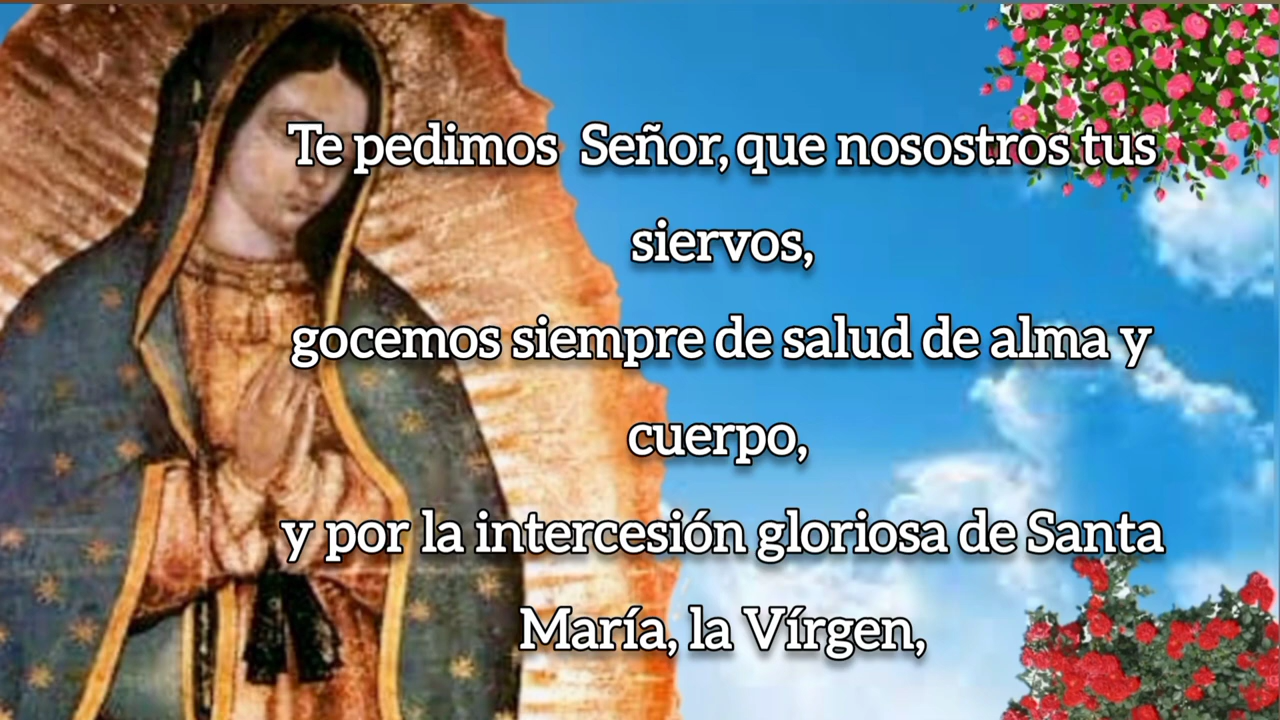 Te pedimos  Señor, que nosostros tus
siervos,
gocemos siempre de salud de alma y
cuerpo,
y por la intercesión gloriosa de Santa
María, la Vírgen,